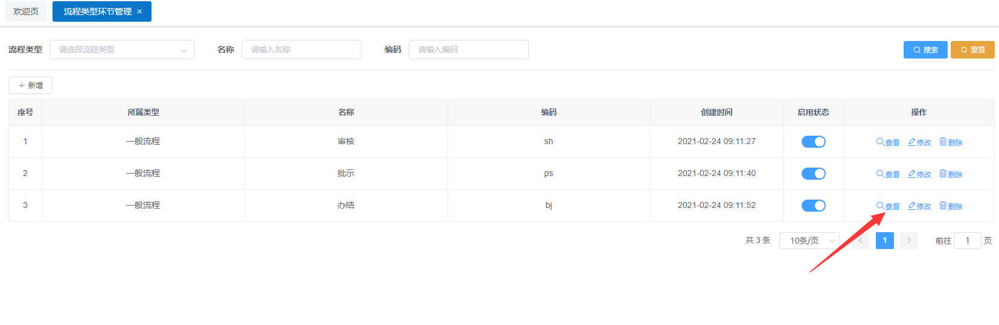 欢迎页 流程类型环节管理 ×
流程类型 请选择流程类型 名称 请输入名称 编码 请输入编码 搜索 重置
+ 新增
序号 所属类型 名称 编码 创建时间 启用状态 操作
1 一般流程 审核 sh 2021-02-24 09:11:27 查看 修改 删除
2 一般流程 批示 ps 2021-02-24 09:11:40 查看 修改 删除
3 一般流程 办结 bj 2021-02-24 09:11:52 查看 修改 删除
共 3 条 10条/页 < 1 > 前往 1 页